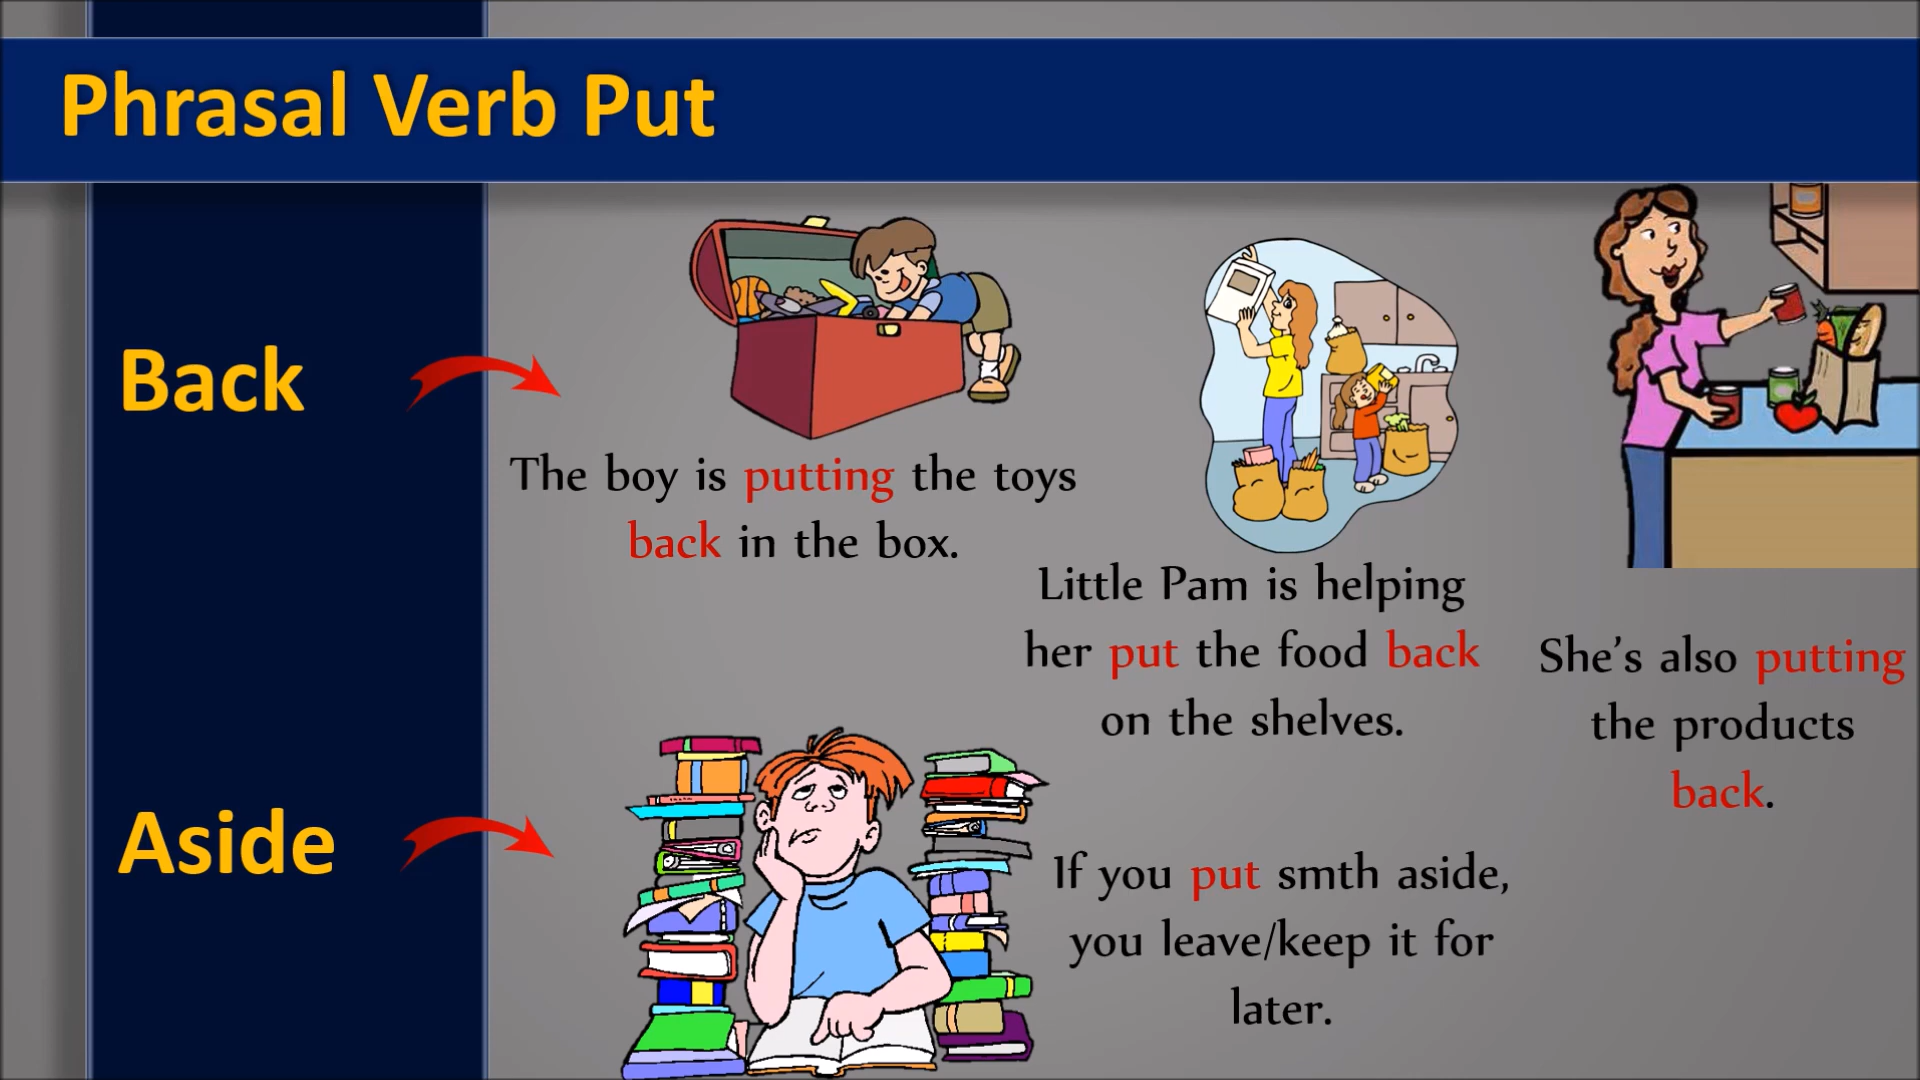 Phrasal Verb Put
Back
The boy is putting the toys
back in the box.
Little Pam is helping
her put the food back
on the shelves.
She's also putting
the products
back.
Aside
If you put smth aside,
you leave/keep it for
later.